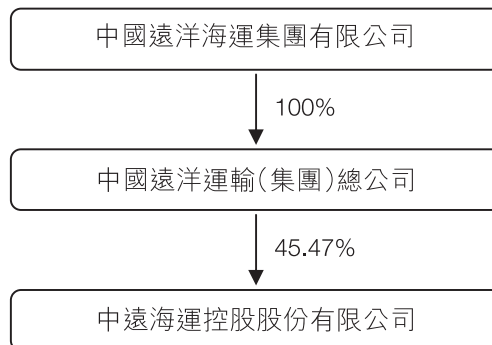 中國遠洋海運集團有限公司
100%
中國遠洋運輸(集團)總公司
45.47%
中遠海運控股股份有限公司